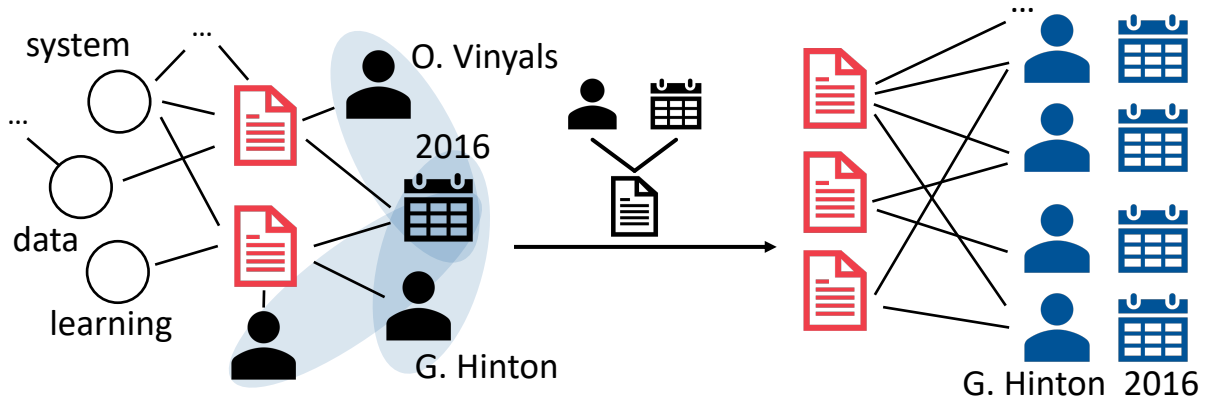 system
...
O. Vinyals
...
2016
...
data
learning
G. Hinton
G. Hinton 2016